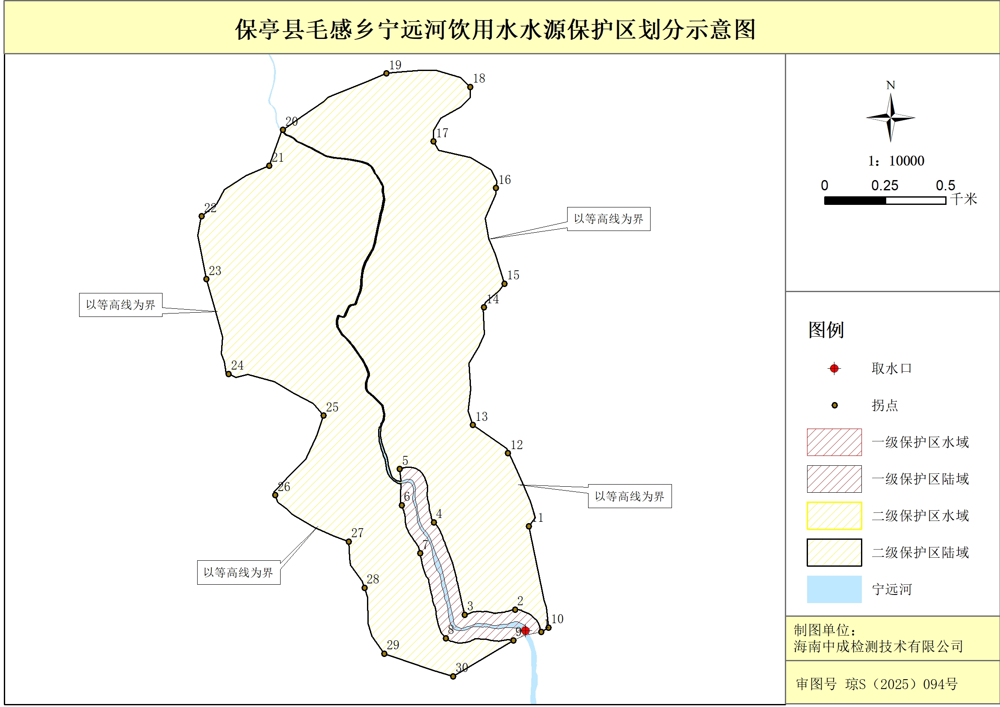 保亭县毛感乡宁远河饮用水水源保护区划分示意图
19
18
20
17
21
16
22
以等高线为界
23
15
以等高线为界
14
24
25
13
12
5
26
6
以等高线为界
4
11
27
7
以等高线为界
28
2
3
10
1
8
9
29
30
N
1：10000
0 0.25 0.5
千米
图例
取水口
拐点
一级保护区水域
一级保护区陆域
二级保护区水域
二级保护区陆域
宁远河
制图单位：
海南中成检测技术有限公司
审图号 琼S（2025）094号